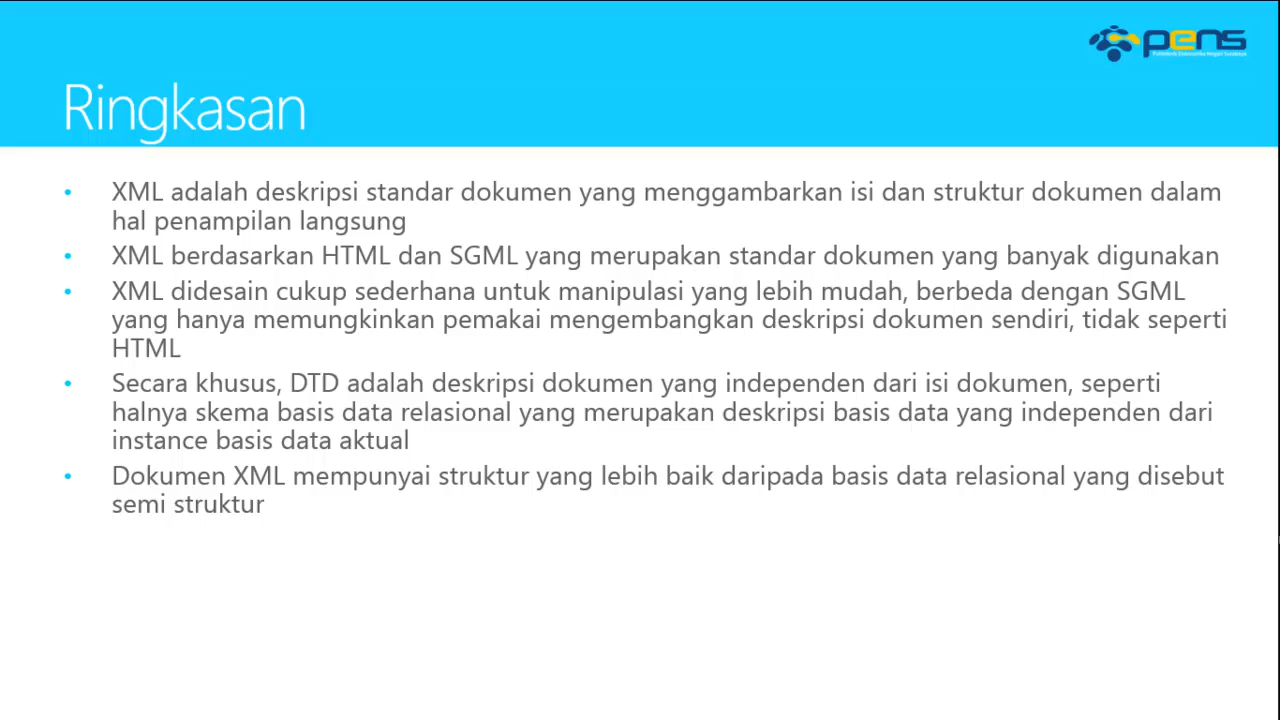 pens
Politeknik Elektronika Negeri Surabaya
Ringkasan
• XML adalah deskripsi standar dokumen yang menggambarkan isi dan struktur dokumen dalam
hal penampilan langsung
• XML berdasarkan HTML dan SGML yang merupakan standar dokumen yang banyak digunakan
• XML didesain cukup sederhana untuk manipulasi yang lebih mudah, berbeda dengan SGML
yang hanya memungkinkan pemakai mengembangkan deskripsi dokumen sendiri, tidak seperti
HTML
• Secara khusus, DTD adalah deskripsi dokumen yang independen dari isi dokumen, seperti
halnya skema basis data relasional yang merupakan deskripsi basis data yang independen dari
instance basis data aktual
• Dokumen XML mempunyai struktur yang lebih baik daripada basis data relasional yang disebut
semi struktur